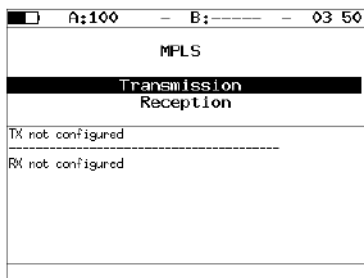 A:100 – B:----- – 03 50
MPLS
Transmission
Reception
TX not configured
----------------------------------------
RX not configured